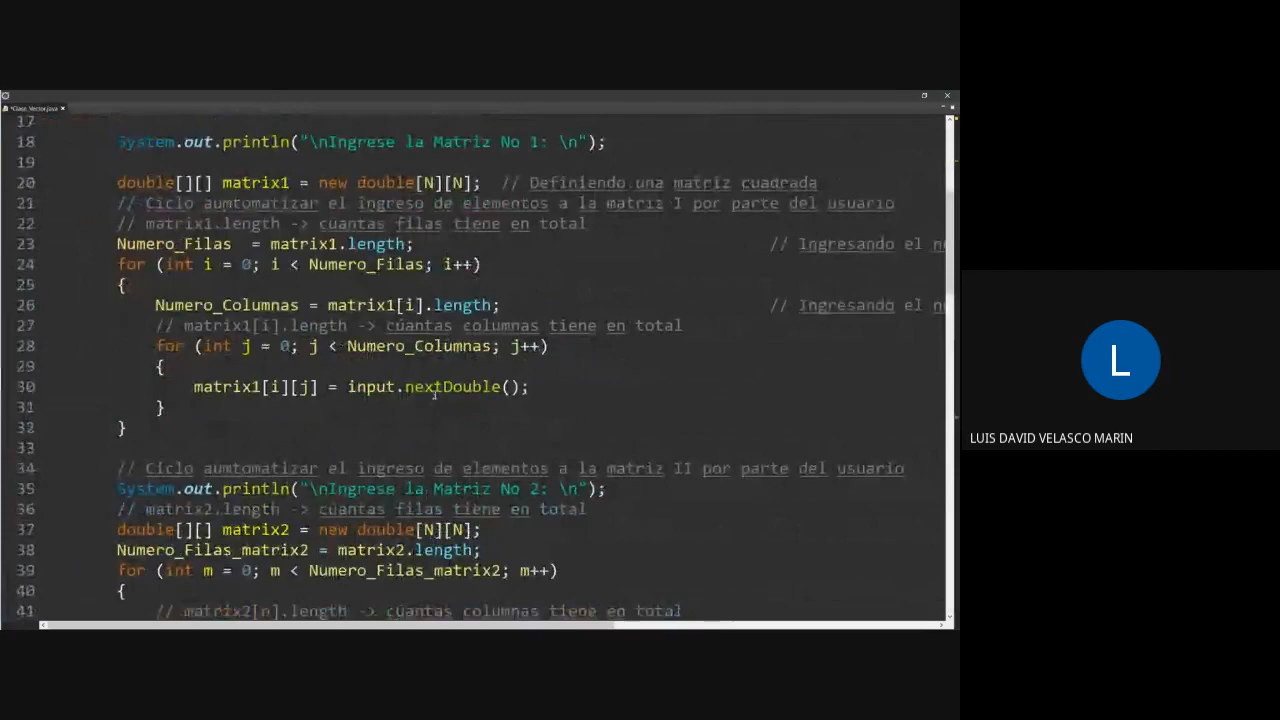 *Clase_Vector.java
17
18 System.out.println("\nIngrese la Matriz No 1: \n");
19
20 double[][] matrix1 = new double[N][N]; // Definiendo una matriz cuadrada
21 // Ciclo aumtomatizar el ingreso de elementos a la matriz I por parte del usuario
22 // matrix1.length -> cuantas filas tiene en total
23 Numero_Filas = matrix1.length; // Ingresando el n
24 for (int i = 0; i < Numero_Filas; i++)
25 {
26 Numero_Columnas = matrix1[i].length; // Ingresando el n
27 // matrix1[i].length -> cuantas columnas tiene en total
28 for (int j = 0; j < Numero_Columnas; j++)
29 {
30 matrix1[i][j] = input.nextDouble();
31 }
32 }
33
34 // Ciclo aumtomatizar el ingreso de elementos a la matriz II por parte del usuario
35 System.out.println("\nIngrese la Matriz No 2: \n");
36 // matrix2.length -> cuantas filas tiene en total
37 double[][] matrix2 = new double[N][N];
38 Numero_Filas_matrix2 = matrix2.length;
39 for (int m = 0; m < Numero_Filas_matrix2; m++)
40 {
41 // matrix2[n].length -> cuantas columnas tiene en total
L
LUIS DAVID VELASCO MARIN